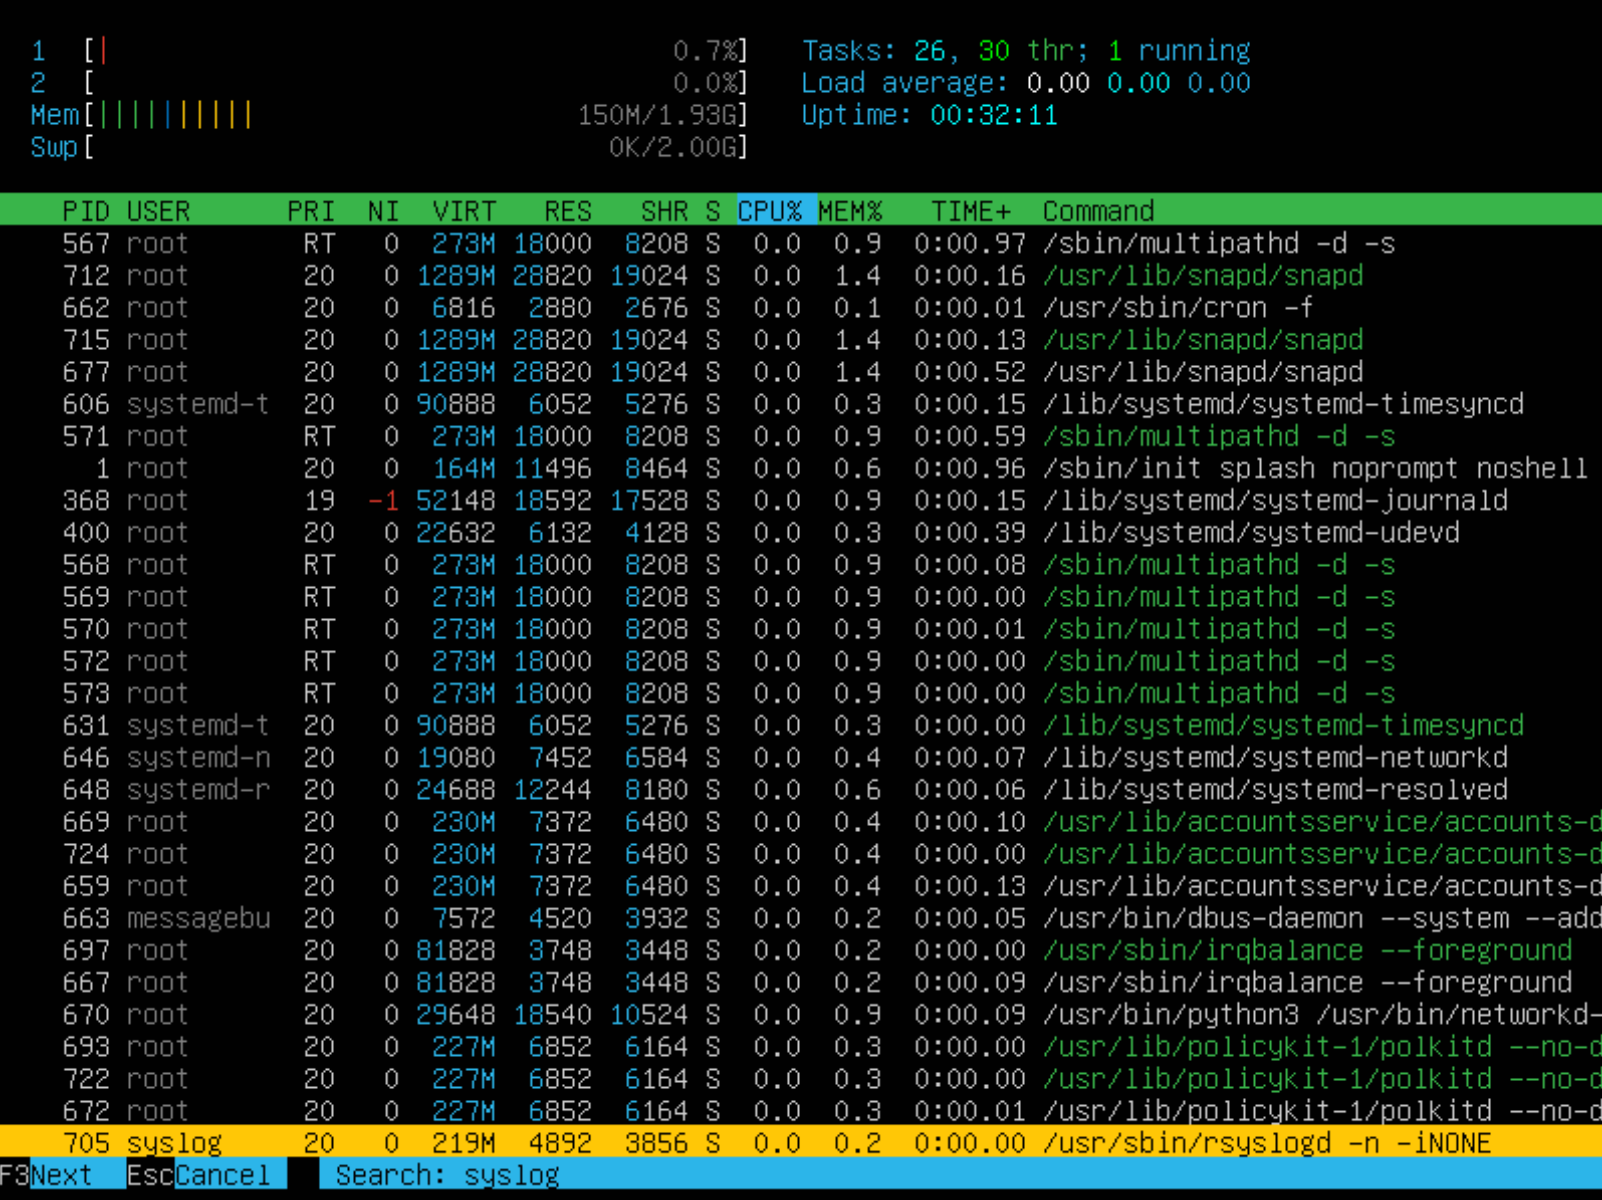 1 [| 0.7%] Tasks: 26, 30 thr; 1 running
2 [ 0.0%] Load average: 0.00 0.00 0.00
Mem[|||||||||| 150M/1.93G] Uptime: 00:32:11
Swp[ 0K/2.00G]
PID USER PRI NI VIRT RES SHR S CPU% MEM% TIME+ Command
567 root RT 0 273M 18000 8208 S 0.0 0.9 0:00.97 /sbin/multipathd -d -s
712 root 20 0 1289M 28820 19024 S 0.0 1.4 0:00.16 /usr/lib/snapd/snapd
662 root 20 0 6816 2880 2676 S 0.0 0.1 0:00.01 /usr/sbin/cron -f
715 root 20 0 1289M 28820 19024 S 0.0 1.4 0:00.13 /usr/lib/snapd/snapd
677 root 20 0 1289M 28820 19024 S 0.0 1.4 0:00.52 /usr/lib/snapd/snapd
606 systemd-t 20 0 90888 6052 5276 S 0.0 0.3 0:00.15 /lib/systemd/systemd-timesyncd
571 root RT 0 273M 18000 8208 S 0.0 0.9 0:00.59 /sbin/multipathd -d -s
1 root 20 0 164M 11496 8464 S 0.0 0.6 0:00.96 /sbin/init splash noprompt noshell
368 root 19 -1 52148 18592 17528 S 0.0 0.9 0:00.15 /lib/systemd/systemd-journald
400 root 20 0 22632 6132 4128 S 0.0 0.3 0:00.39 /lib/systemd/systemd-udevd
568 root RT 0 273M 18000 8208 S 0.0 0.9 0:00.08 /sbin/multipathd -d -s
569 root RT 0 273M 18000 8208 S 0.0 0.9 0:00.00 /sbin/multipathd -d -s
570 root RT 0 273M 18000 8208 S 0.0 0.9 0:00.01 /sbin/multipathd -d -s
572 root RT 0 273M 18000 8208 S 0.0 0.9 0:00.00 /sbin/multipathd -d -s
573 root RT 0 273M 18000 8208 S 0.0 0.9 0:00.00 /sbin/multipathd -d -s
631 systemd-t 20 0 90888 6052 5276 S 0.0 0.3 0:00.00 /lib/systemd/systemd-timesyncd
646 systemd-n 20 0 19080 7452 6584 S 0.0 0.4 0:00.07 /lib/systemd/systemd-networkd
648 systemd-r 20 0 24688 12244 8180 S 0.0 0.6 0:00.06 /lib/systemd/systemd-resolved
669 root 20 0 230M 7372 6480 S 0.0 0.4 0:00.10 /usr/lib/accountsservice/accounts-d
724 root 20 0 230M 7372 6480 S 0.0 0.4 0:00.00 /usr/lib/accountsservice/accounts-d
659 root 20 0 230M 7372 6480 S 0.0 0.4 0:00.13 /usr/lib/accountsservice/accounts-d
663 messagebu 20 0 7572 4520 3932 S 0.0 0.2 0:00.05 /usr/bin/dbus-daemon --system --add
697 root 20 0 81828 3748 3448 S 0.0 0.2 0:00.00 /usr/sbin/irqbalance --foreground
667 root 20 0 81828 3748 3448 S 0.0 0.2 0:00.09 /usr/sbin/irqbalance --foreground
670 root 20 0 29648 18540 10524 S 0.0 0.9 0:00.09 /usr/bin/python3 /usr/bin/networkd-
693 root 20 0 227M 6852 6164 S 0.0 0.3 0:00.00 /usr/lib/policykit-1/polkitd --no-d
722 root 20 0 227M 6852 6164 S 0.0 0.3 0:00.00 /usr/lib/policykit-1/polkitd --no-d
672 root 20 0 227M 6852 6164 S 0.0 0.3 0:00.01 /usr/lib/policykit-1/polkitd --no-d
705 syslog 20 0 219M 4892 3856 S 0.0 0.2 0:00.00 /usr/sbin/rsyslogd -n -iNONE
F3Next EscCancel Search: syslog